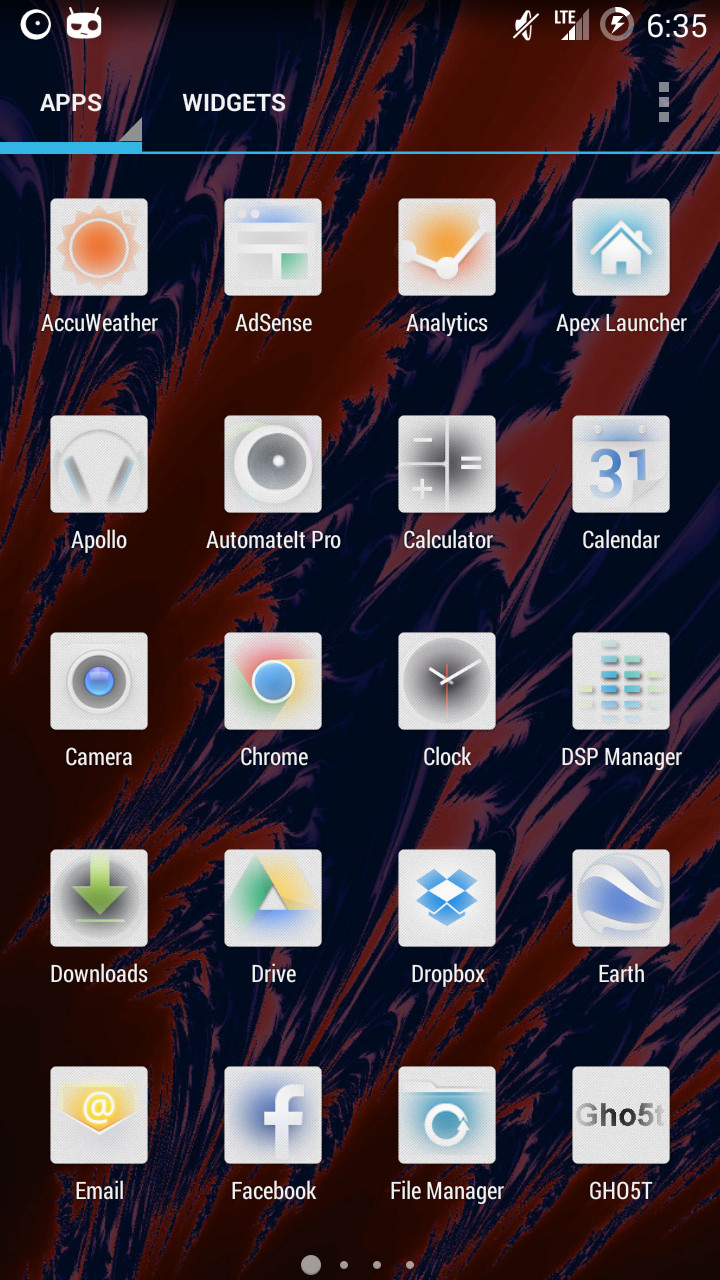 LTE 6:35
APPS WIDGETS
AccuWeather AdSense Analytics Apex Launcher
31
Apollo AutomateIt Pro Calculator Calendar
Camera Chrome Clock DSP Manager
Downloads Drive Dropbox Earth
@ f Gho5t
Email Facebook File Manager GHO5T